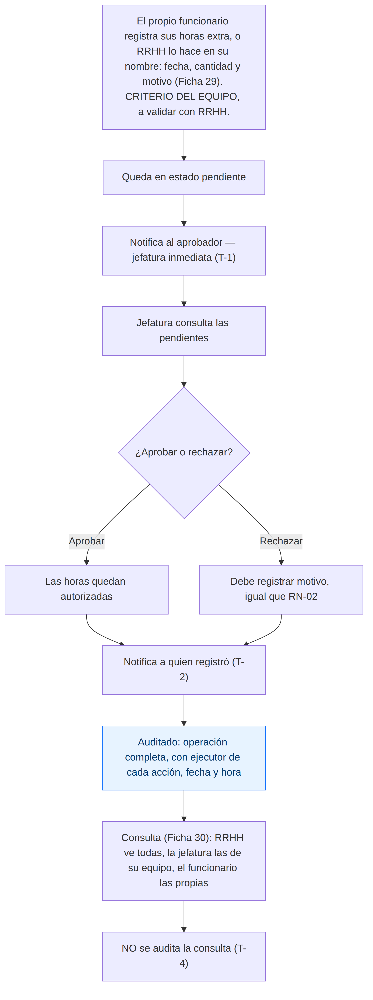 El propio funcionario
registra sus horas extra, o
RRHH lo hace en su
nombre: fecha, cantidad y
motivo (Ficha 29).
CRITERIO DEL EQUIPO,
a validar con RRHH.
Queda en estado pendiente
Notifica al aprobador —
jefatura inmediata (T-1)
Jefatura consulta las
pendientes
¿Aprobar o rechazar?
Aprobar
Rechazar
Las horas quedan
autorizadas
Debe registrar motivo,
igual que RN-02
Notifica a quien registró (T-
2)
Auditado: operación
completa, con ejecutor de
cada acción, fecha y hora
Consulta (Ficha 30): RRHH
ve todas, la jefatura las de
su equipo, el funcionario
las propias
NO se audita la consulta (T-
4)